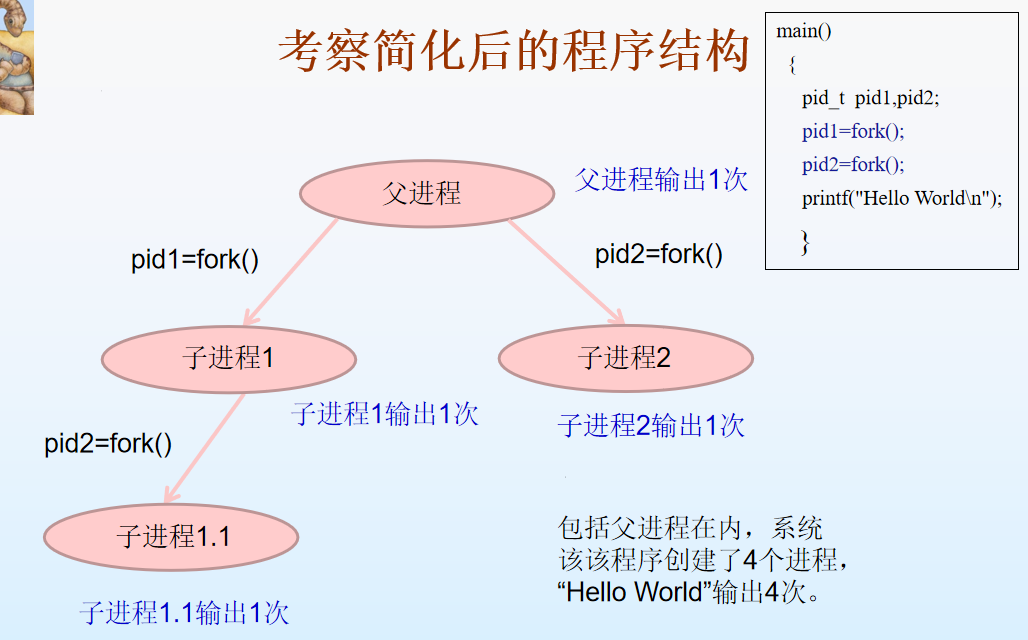 考察简化后的程序结构
main()
{
pid_t pid1,pid2;
pid1=fork();
pid2=fork();
printf("Hello World\n");
}
父进程
父进程输出1次
pid1=fork()
pid2=fork()
子进程1
子进程2
子进程1输出1次
子进程2输出1次
pid2=fork()
子进程1.1
子进程1.1输出1次
包括父进程在内，系统
该该程序创建了4个进程，
“Hello World”输出4次。